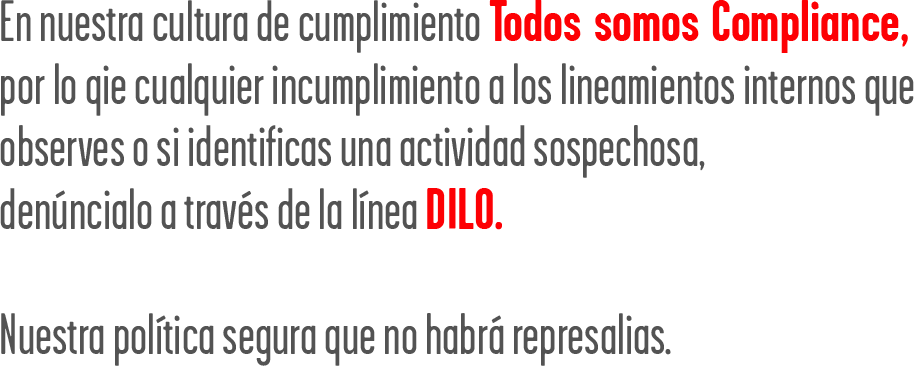 En nuestra cultura de cumplimiento Todos somos Compliance,
por lo qie cualquier incumplimiento a los lineamientos internos que
observes o si identificas una actividad sospechosa,
denúncialo a través de la línea DILO.
Nuestra política segura que no habrá represalias.